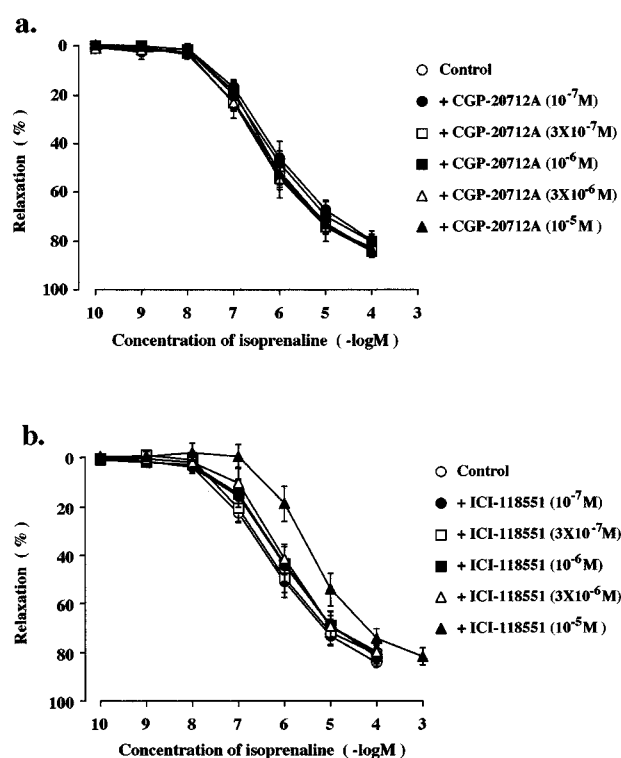 a.
0
20
40
60
80
100
Relaxation ( % )
10 9 8 7 6 5 4 3
Concentration of isoprenaline ( -logM )
Control
+ CGP-20712A (10⁻⁷M)
+ CGP-20712A (3X10⁻⁷M)
+ CGP-20712A (10⁻⁶M)
+ CGP-20712A (3X10⁻⁶M)
+ CGP-20712A (10⁻⁵M )
b.
0
20
40
60
80
100
Relaxation ( % )
10 9 8 7 6 5 4 3
Concentration of isoprenaline ( -logM )
Control
+ ICI-118551 (10⁻⁷M)
+ ICI-118551 (3X10⁻⁷M)
+ ICI-118551 (10⁻⁶M)
+ ICI-118551 (3X10⁻⁶M)
+ ICI-118551 (10⁻⁵M )